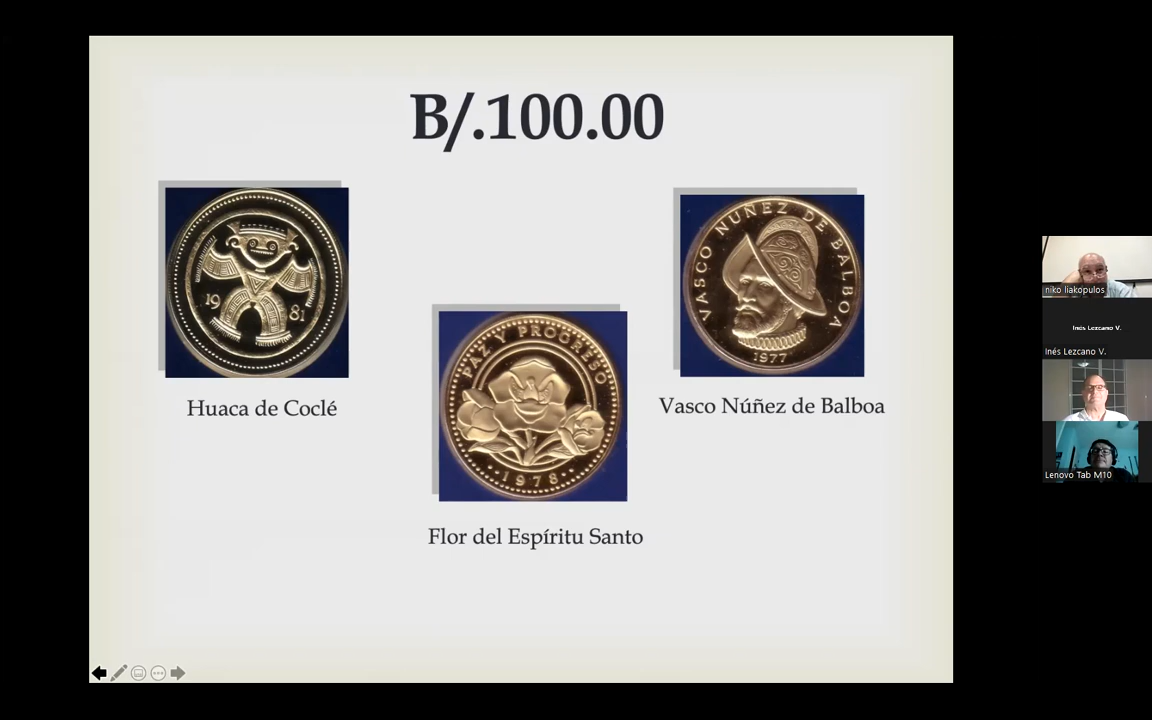 B/.100.00
19 81
Huaca de Coclé
PAZ Y PROGRESO
·1978·
Flor del Espíritu Santo
VASCO NUÑEZ DE BALBOA
1977
Vasco Núñez de Balboa
niko liakopulos
Inés Lezcano V.
Inés Lezcano V.
Lenovo Tab M10